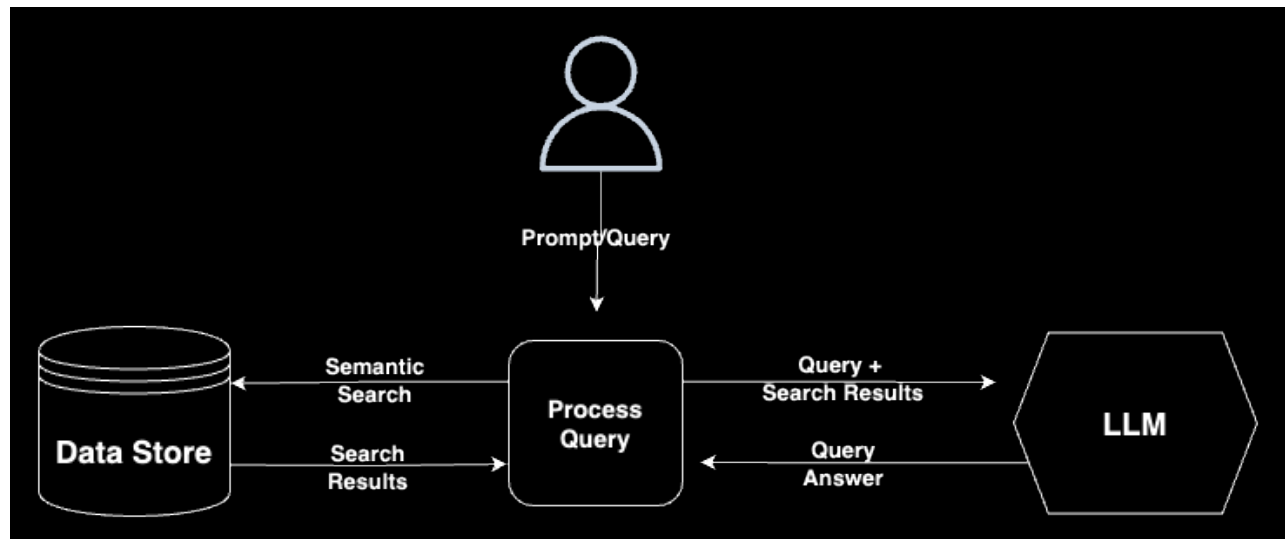 Prompt/Query
Semantic
Search
Query +
Search Results
Process
Query
Data Store
LLM
Search
Results
Query
Answer